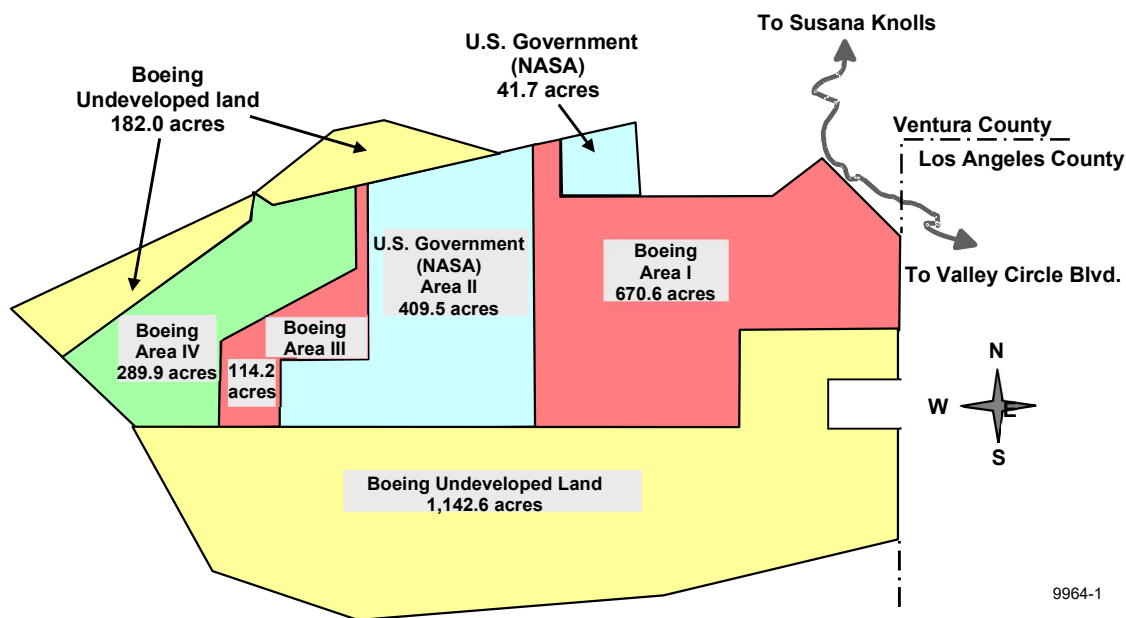 To Susana Knolls
U.S. Government
(NASA)
41.7 acres
Boeing
Undeveloped land
182.0 acres
Ventura County
Los Angeles County
To Valley Circle Blvd.
U.S. Government
(NASA)
Area II
409.5 acres
Boeing
Area I
670.6 acres
Boeing
Area IV
289.9 acres
Boeing
Area III
114.2
acres
N
W
E
S
Boeing Undeveloped Land
1,142.6 acres
9964-1